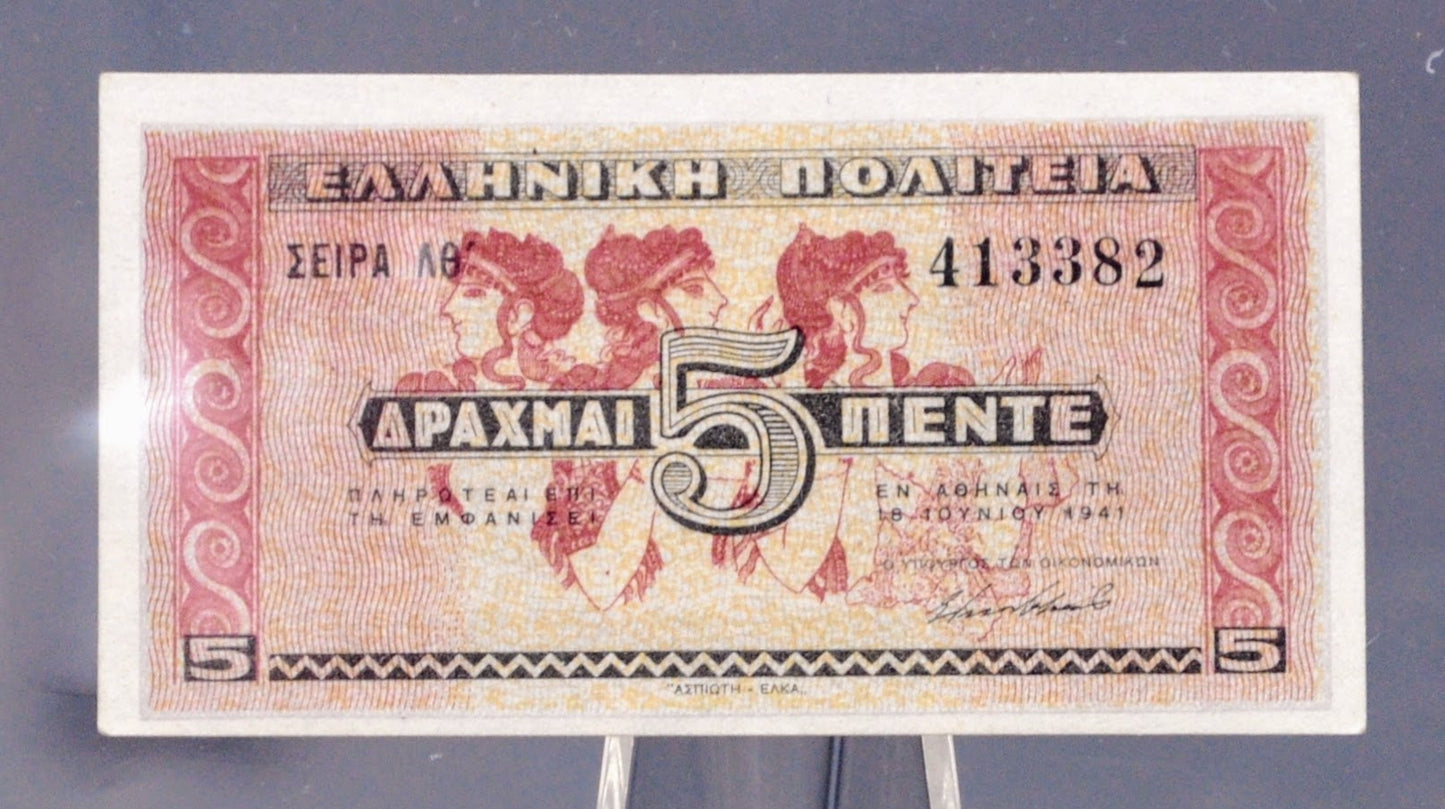 ΕΛΛΗΝΙΚΗ ΠΟΛΙΤΕΙΑ
ΣΕΙΡΑ ΛΘ' 413382
ΔΡΑΧΜΑΙ 5 ΠΕΝΤΕ
ΠΛΗΡΩΤΕΑΙ ΕΠΙ
ΤΗ ΕΜΦΑΝΙΣΕΙ
ΕΝ ΑΘΗΝΑΙΣ ΤΗ
18 ΙΟΥΝΙΟΥ 1941
Ο ΥΠΟΥΡΓΟΣ ΤΩΝ ΟΙΚΟΝΟΜΙΚΩΝ
5 5
"ΑΣΠΙΩΤΗ - ΕΛΚΑ„